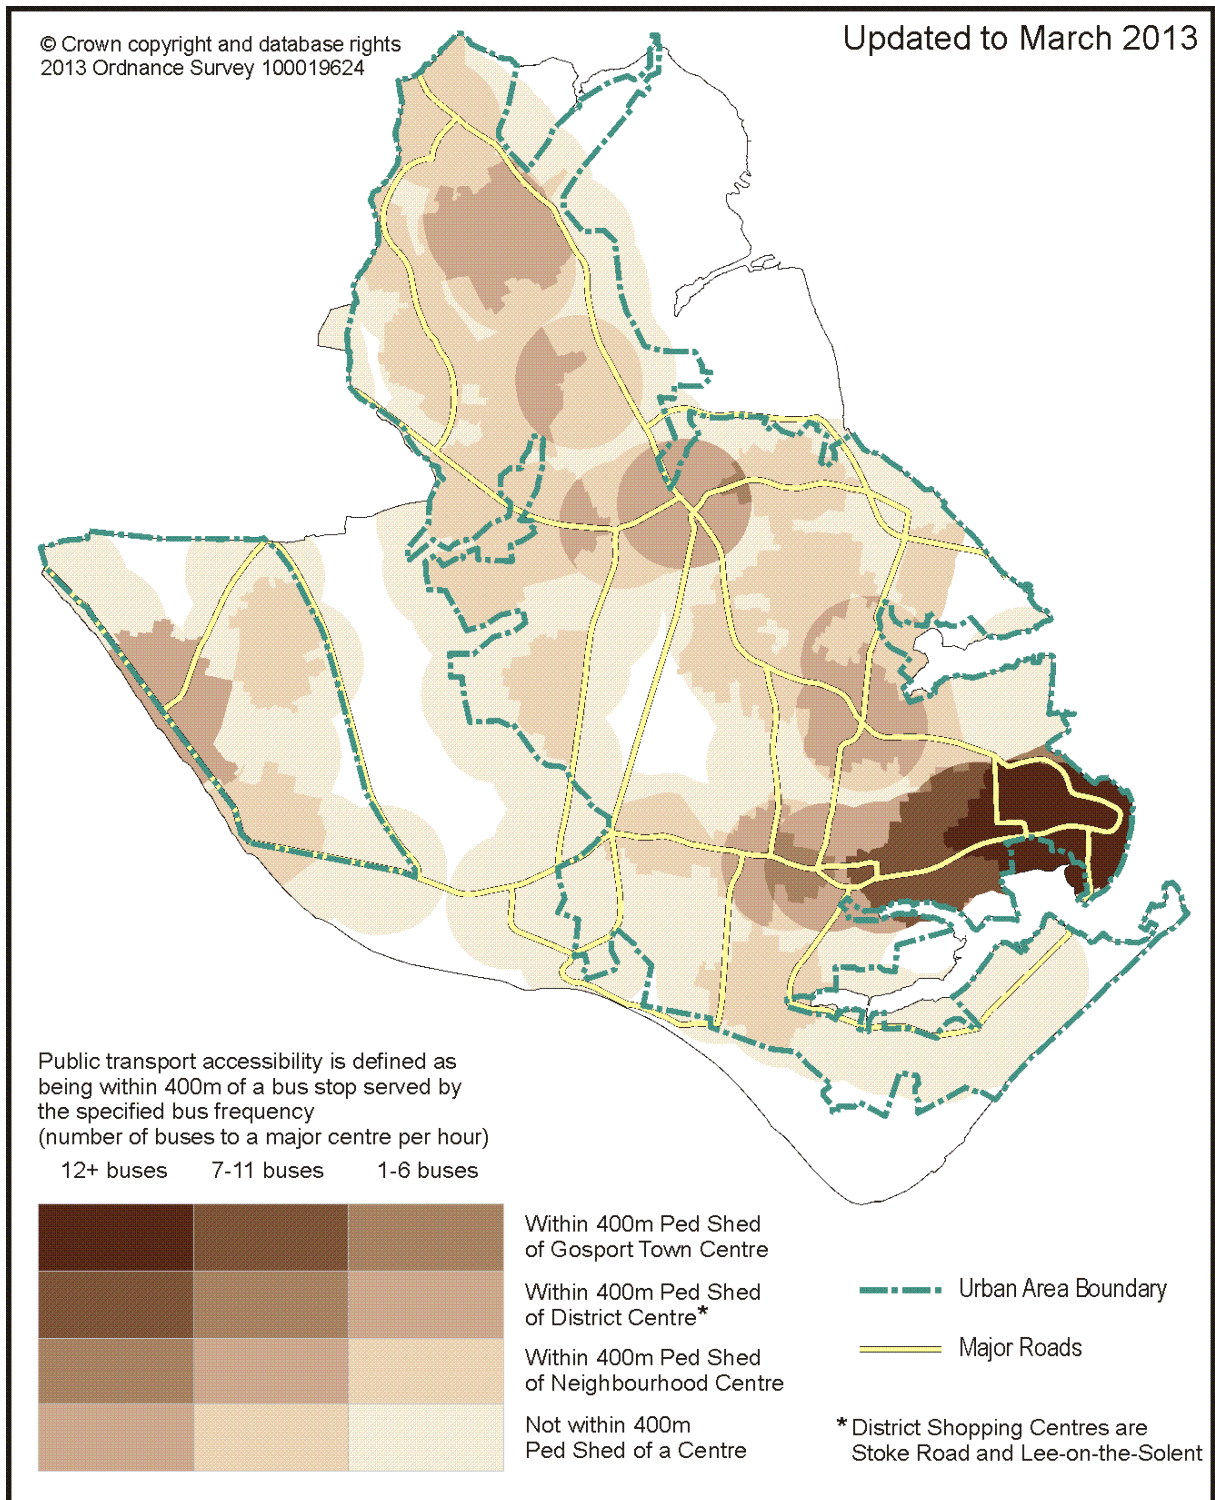 © Crown copyright and database rights
2013 Ordnance Survey 100019624
Updated to March 2013
Public transport accessibility is defined as
being within 400m of a bus stop served by
the specified bus frequency
(number of buses to a major centre per hour)
12+ buses 7-11 buses 1-6 buses
Within 400m Ped Shed
of Gosport Town Centre
Within 400m Ped Shed
of District Centre*
Within 400m Ped Shed
of Neighbourhood Centre
Not within 400m
Ped Shed of a Centre
Urban Area Boundary
Major Roads
* District Shopping Centres are
Stoke Road and Lee-on-the-Solent